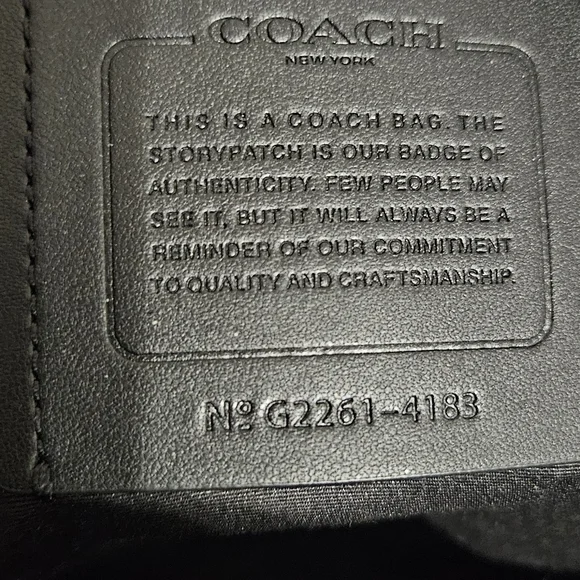 COACH
NEW YORK
THIS IS A COACH BAG. THE
STORYPATCH IS OUR BADGE OF
AUTHENTICITY. FEW PEOPLE MAY
SEE IT, BUT IT WILL ALWAYS BE A
REMINDER OF OUR COMMITMENT
TO QUALITY AND CRAFTSMANSHIP.
Nº G2261-4183